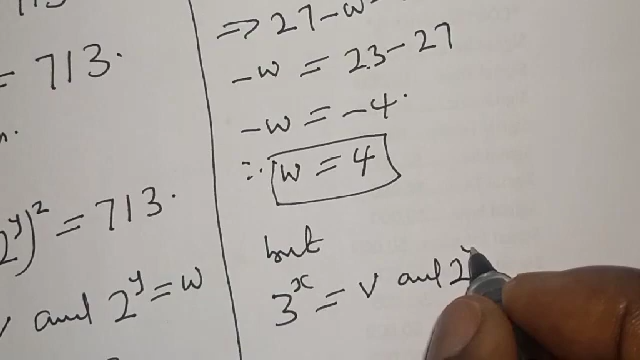 = 713.
2^y)^2 = 713.
and 2^y = w
=> 27 - w
-w = 23 - 27
-w = -4.
∴ w = 4
but
3^x = v and 2^y